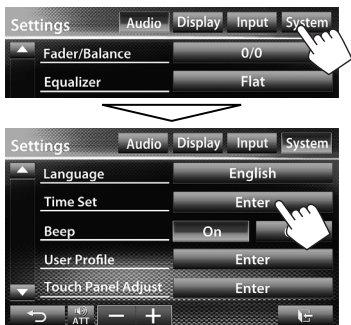 Settings Audio Display Input System
Fader/Balance 0/0
Equalizer Flat
Settings Audio Display Input System
Language English
Time Set Enter
Beep On
User Profile Enter
Touch Panel Adjust Enter
ATT